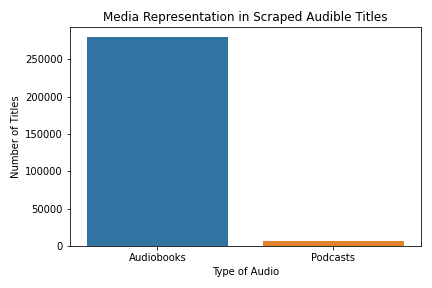 Media Representation in Scraped Audible Titles
Number of Titles
250000
200000
150000
100000
50000
0
Audiobooks
Podcasts
Type of Audio